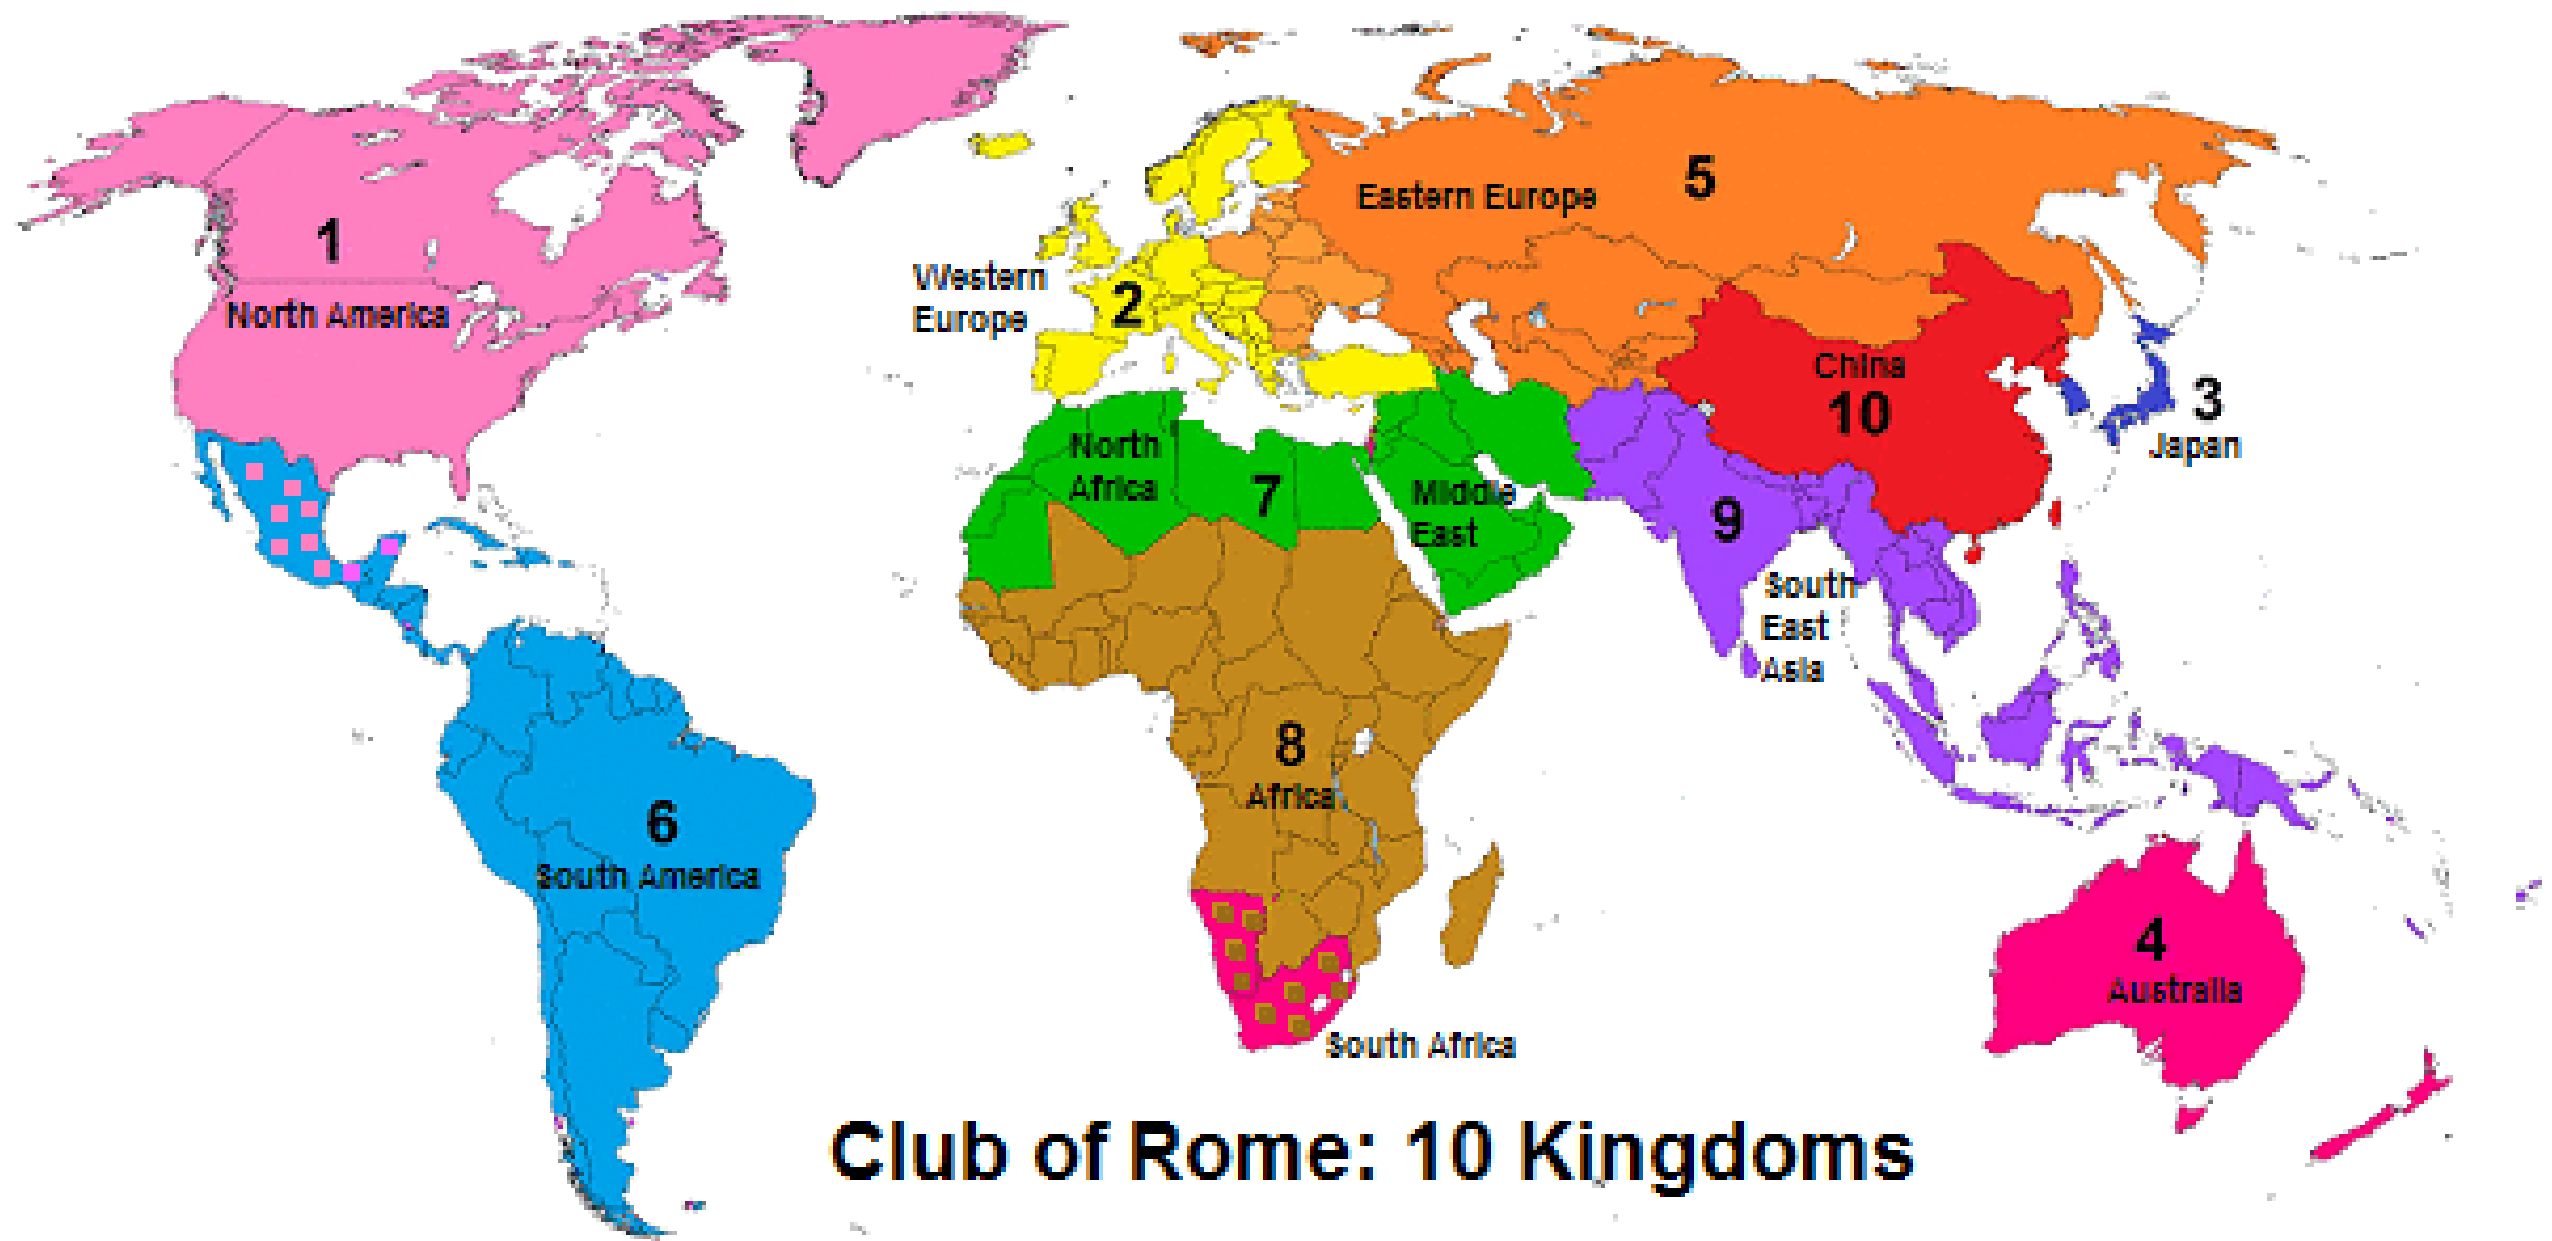 1
North America
Western
Europe
2
Eastern Europe
5
China
10
3
Japan
North
Africa
7
Middle
East
9
South
East
Asia
8
Africa
6
South America
4
Australia
South Africa
Club of Rome: 10 Kingdoms